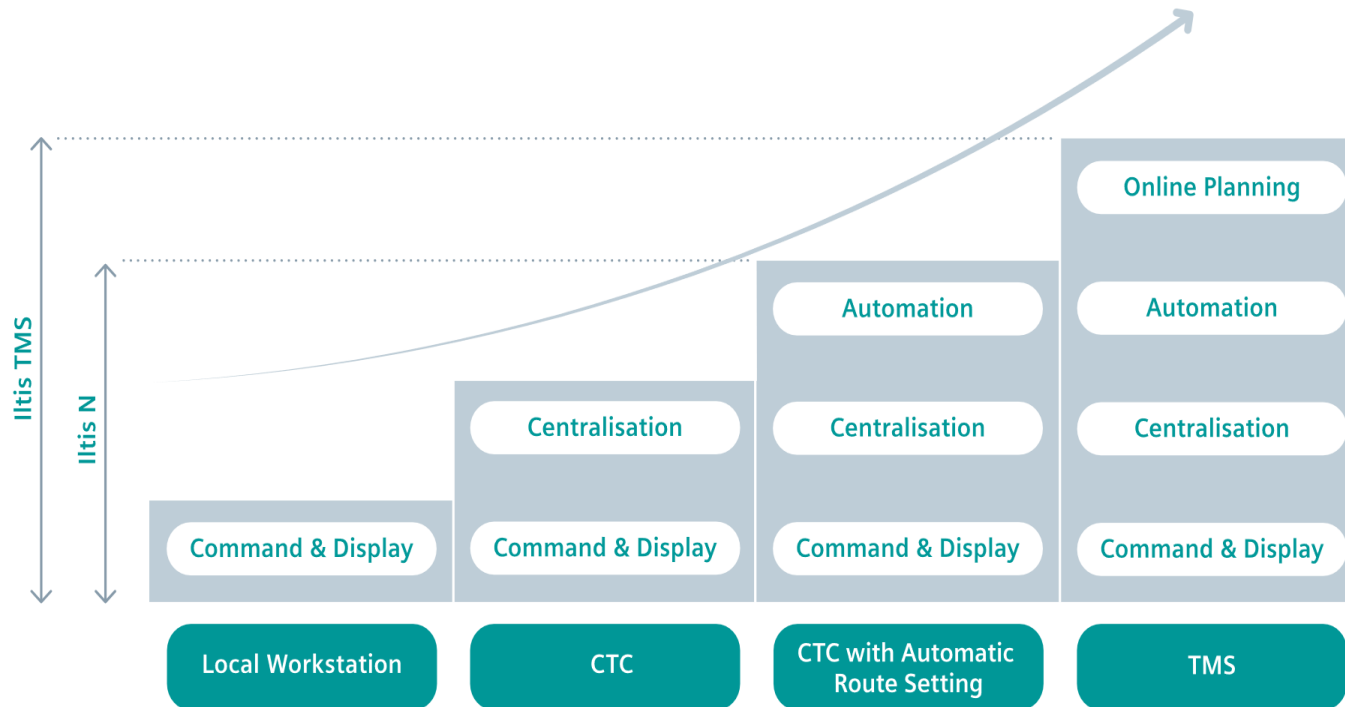 Online Planning
Automation
Automation
Centralisation
Centralisation
Centralisation
Command & Display
Command & Display
Command & Display
Command & Display
Iltis TMS
Iltis N
Local Workstation
CTC
CTC with Automatic
Route Setting
TMS